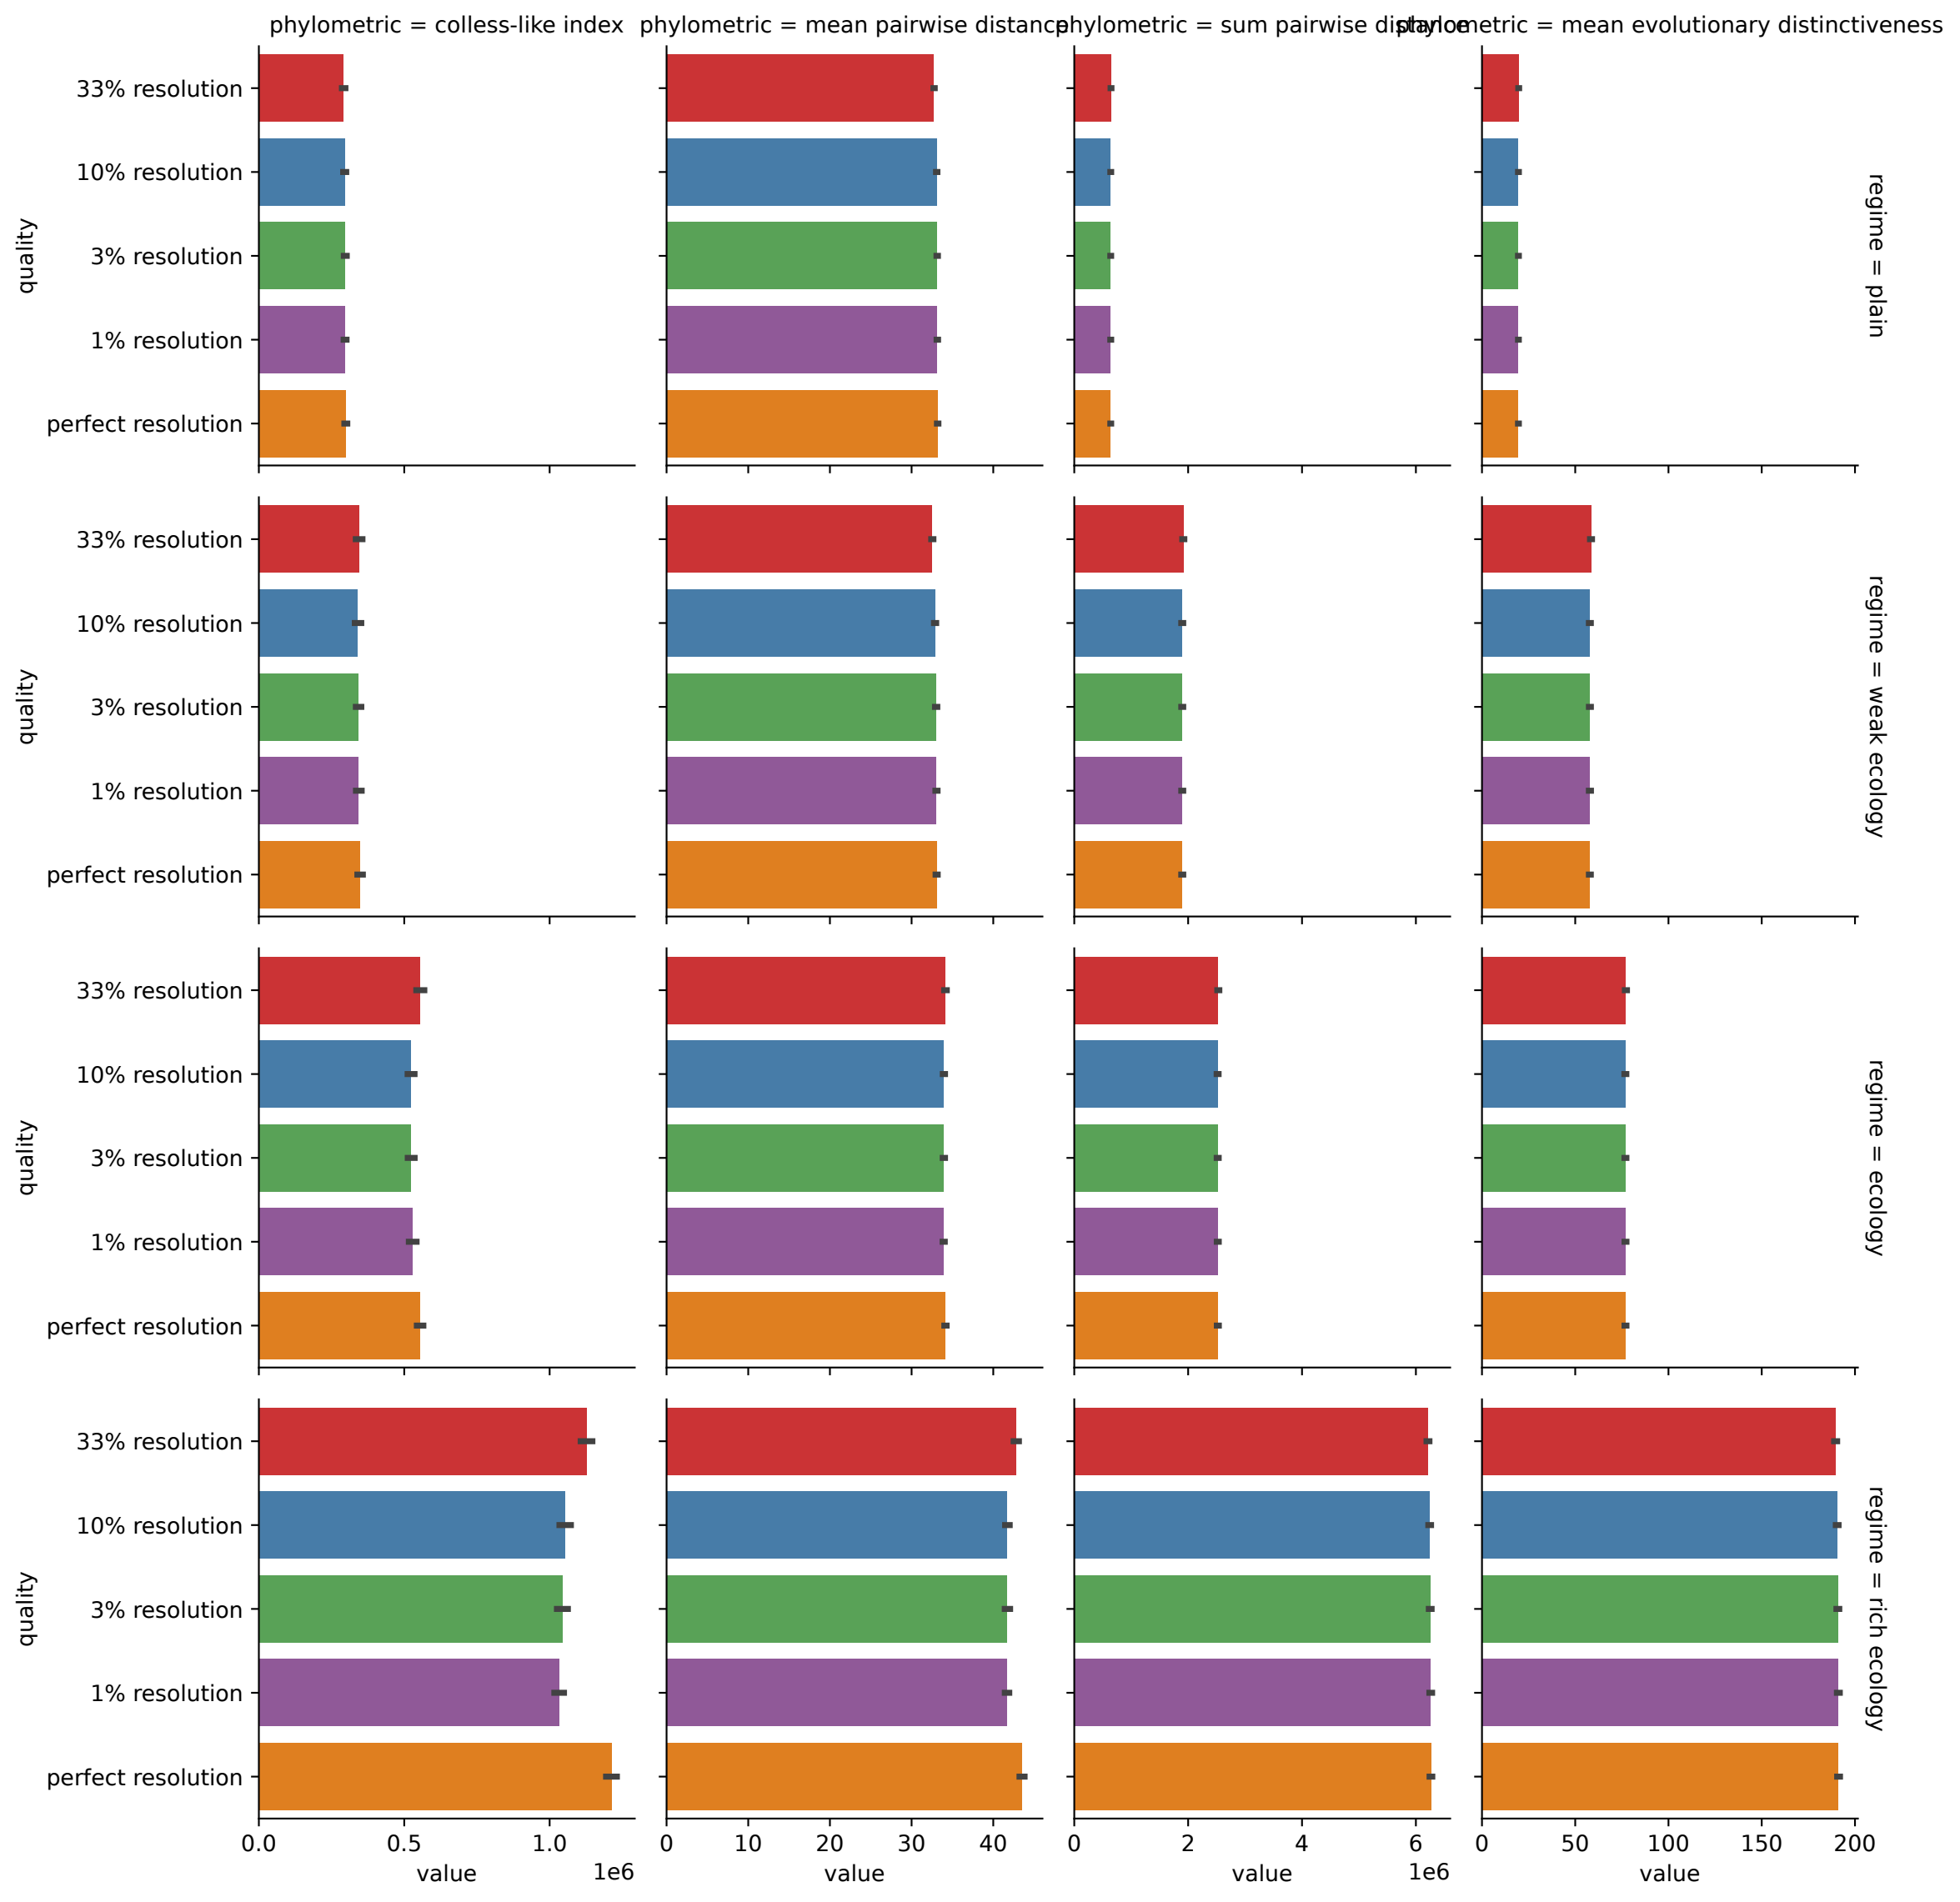 phylometric = colless-like index
phylometric = mean pairwise distance
phylometric = sum pairwise distance
phylometric = mean evolutionary distinctiveness
quality
33% resolution
10% resolution
3% resolution
1% resolution
perfect resolution
regime = plain
quality
33% resolution
10% resolution
3% resolution
1% resolution
perfect resolution
regime = weak ecology
quality
33% resolution
10% resolution
3% resolution
1% resolution
perfect resolution
regime = ecology
quality
33% resolution
10% resolution
3% resolution
1% resolution
perfect resolution
regime = rich ecology
0.0 0.5 1.0
1e6
value
0 10 20 30 40
value
0 2 4 6
1e6
value
0 50 100 150 200
value